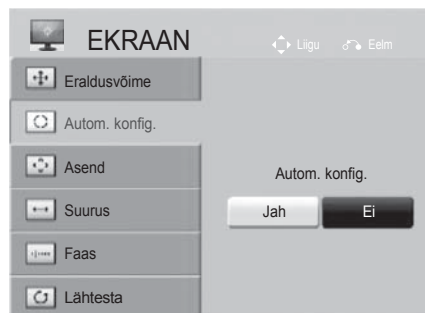 EKRAAN
Liigu Eelm
Eraldusvõime
Autom. konfig.
Asend
Suurus
Faas
Lähtesta
Autom. konfig.
Jah Ei